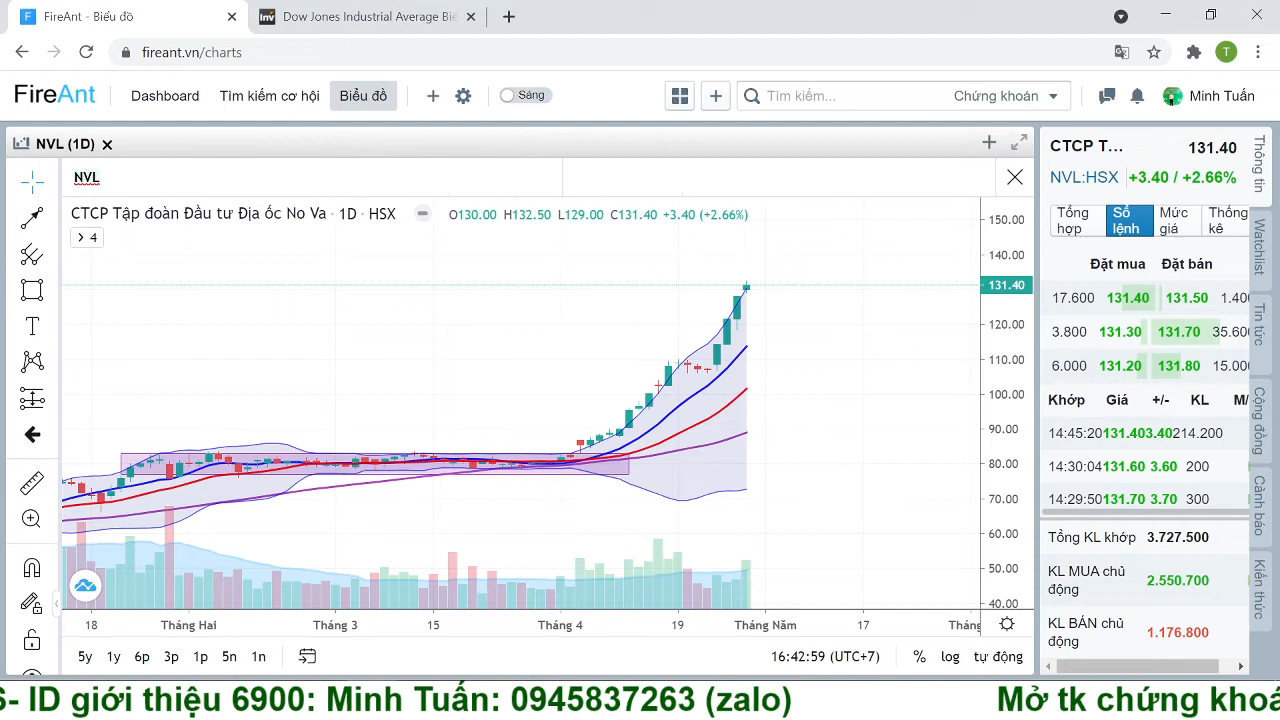 FireAnt - Biểu đồ
Dow Jones Industrial Average Bi
fireant.vn/charts
T
FireAnt
Dashboard
Tìm kiếm cơ hội
Biểu đồ
Sáng
Tìm kiếm...
Chứng khoán
Minh Tuấn
NVL (1D)
NVL
CTCP Tập đoàn Đầu tư Địa ốc No Va · 1D · HSX
O130.00 H132.50 L129.00 C131.40 +3.40 (+2.66%)
4
150.00
140.00
131.40
120.00
110.00
100.00
90.00
80.00
70.00
60.00
50.00
40.00
18 Tháng Hai Tháng 3 15 Tháng 4 19 Tháng Năm 17 Tháng
5y 1y 6p 3p 1p 5n 1n
16:42:59 (UTC+7)
% log tự động
CTCP T... 131.40
NVL:HSX +3.40 / +2.66%
Tổng hợp
Sổ lệnh
Mức giá
Thống kê
Đặt mua Đặt bán
17.600 131.40 131.50 1.400
3.800 131.30 131.70 35.600
6.000 131.20 131.80 15.000
Khớp Giá +/- KL M/
14:45:20 131.40 3.40 214.200
14:30:04 131.60 3.60 200
14:29:50 131.70 3.70 300
Tổng KL khớp 3.727.500
KL MUA chủ động 2.550.700
KL BÁN chủ động 1.176.800
Thông tin
Watchlist
Tin tức
Cộng đồng
Cảnh báo
Kiến thức
S- ID giới thiệu 6900: Minh Tuấn: 0945837263 (zalo) Mở tk chứng khoá